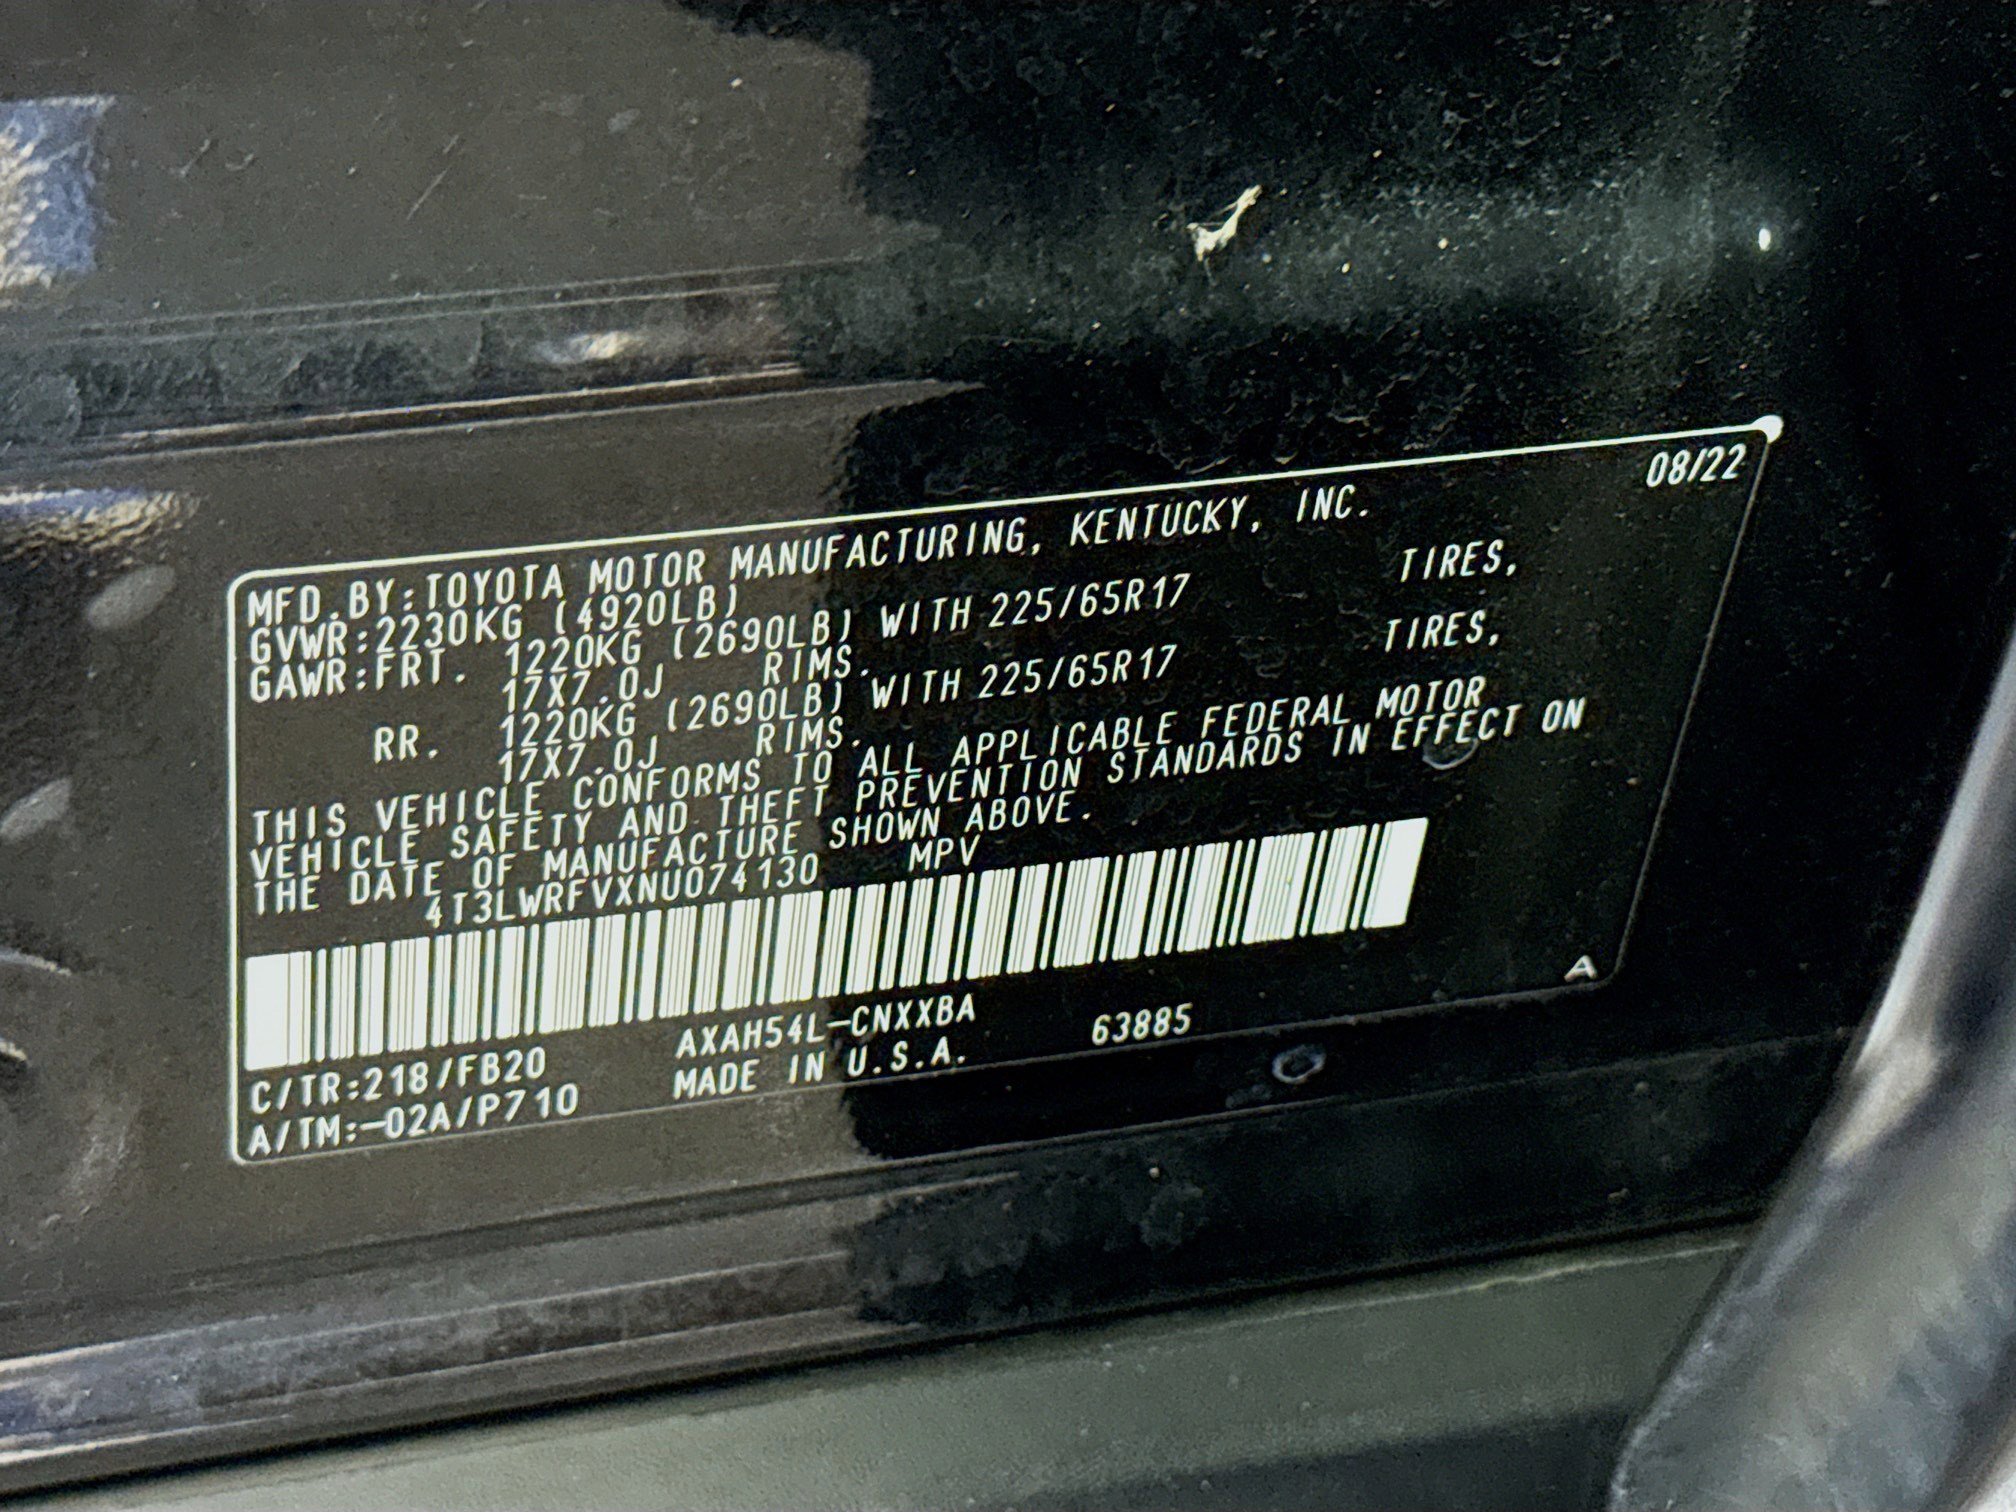 08/22
MFD.BY:TOYOTA MOTOR MANUFACTURING, KENTUCKY, INC.
GVWR:2230KG (4920LB)
GAWR:FRT. 1220KG (2690LB) WITH 225/65R17 TIRES,
17X7.0J RIMS.
RR. 1220KG (2690LB) WITH 225/65R17 TIRES,
17X7.0J RIMS.
THIS VEHICLE CONFORMS TO ALL APPLICABLE FEDERAL MOTOR
VEHICLE SAFETY AND THEFT PREVENTION STANDARDS IN EFFECT ON
THE DATE OF MANUFACTURE SHOWN ABOVE.
4T3LWRFVXNU074130 MPV
A
C/TR:218/FB20 AXAH54L-CNXXBA 63885
A/TM:-02A/P710 MADE IN U.S.A.